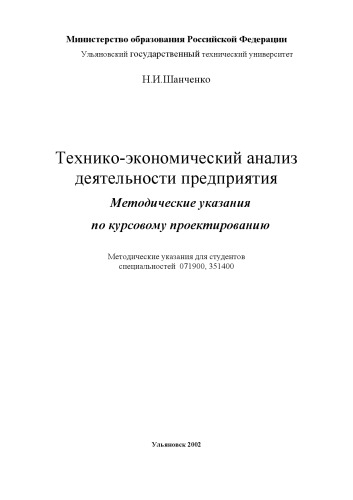 Министерство образования Российской Федерации
Ульяновский государственный технический университет
Н.И.Шанченко
Технико-экономический анализ
деятельности предприятия
Методические указания
по курсовому проектированию
Методические указания для студентов
специальностей 071900, 351400
Ульяновск 2002